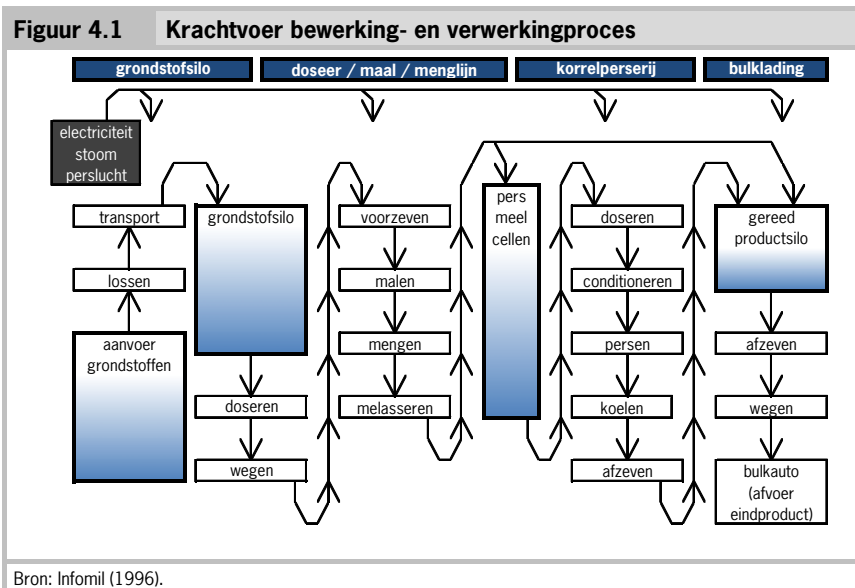 Figuur 4.1 Krachtvoer bewerking- en verwerkingproces
grondstofsilo
doseer / maal / menglijn
korrelperserij
bulklading
electriciteit
stoom
perslucht
transport
lossen
aanvoer
grondstoffen
grondstofsilo
doseren
wegen
voorzeven
malen
mengen
melasseren
pers
meel
cellen
doseren
conditioneren
persen
koelen
afzeven
gereed
productsilo
afzeven
wegen
bulkauto
(afvoer
eindproduct)
Bron: Infomil (1996).